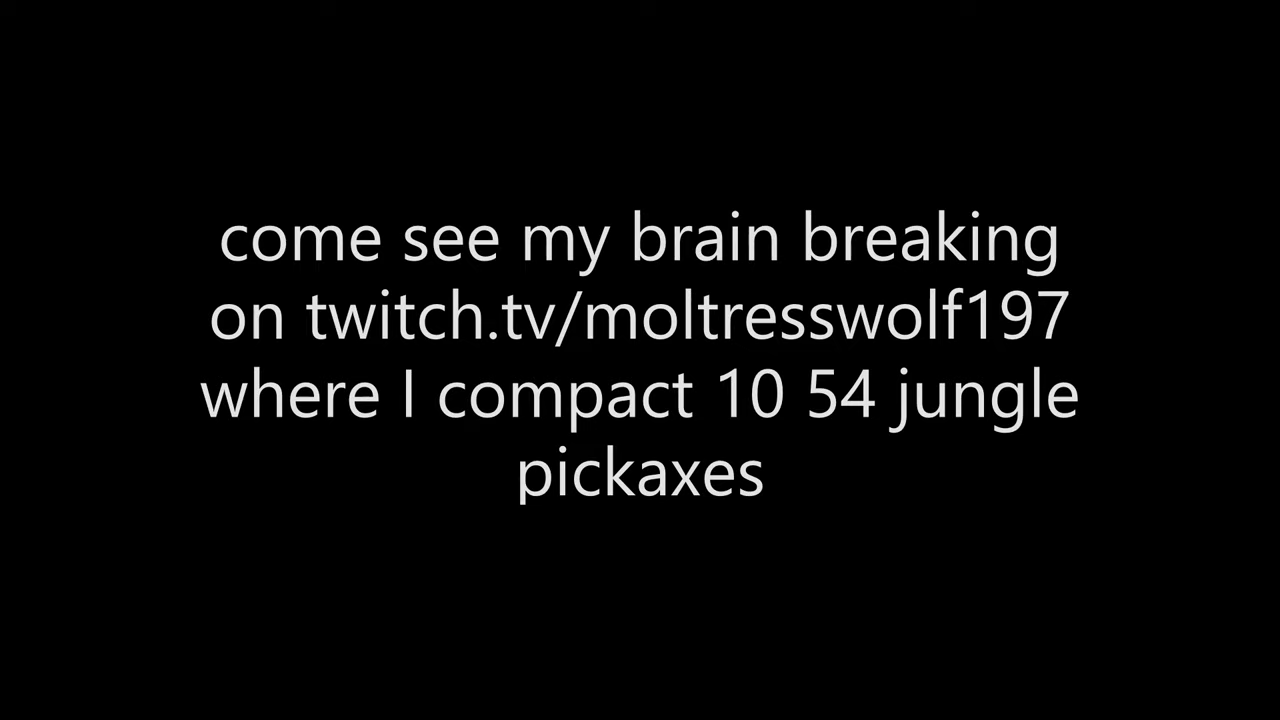 come see my brain breaking
on twitch.tv/moltresswolf197
where I compact 10 54 jungle
pickaxes